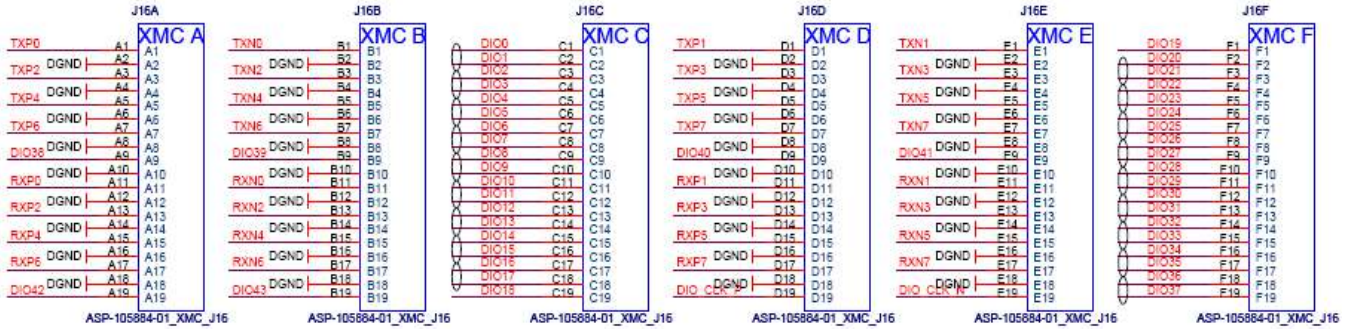 J16A
XMC A
TXP0 A1 A1
DGND A2 A2
TXP2 A3 A3
DGND A4 A4
TXP4 A5 A5
DGND A6 A6
TXP6 A7 A7
DGND A8 A8
DIO38 A9 A9
DGND A10 A10
RXP0 A11 A11
DGND A12 A12
RXP2 A13 A13
DGND A14 A14
RXP4 A15 A15
DGND A16 A16
RXP6 A17 A17
DGND A18 A18
DIO42 A19 A19
ASP-105884-01_XMC_J16
J16B
XMC B
TXN0 B1 B1
DGND B2 B2
TXN2 B3 B3
DGND B4 B4
TXN4 B5 B5
DGND B6 B6
TXN6 B7 B7
DGND B8 B8
DIO39 B9 B9
DGND B10 B10
RXN0 B11 B11
DGND B12 B12
RXN2 B13 B13
DGND B14 B14
RXN4 B15 B15
DGND B16 B16
RXN6 B17 B17
DGND B18 B18
DIO43 B19 B19
ASP-105884-01_XMC_J16
J16C
XMC C
DIO0 C1 C1
DIO1 C2 C2
DIO2 C3 C3
DIO3 C4 C4
DIO4 C5 C5
DIO5 C6 C6
DIO6 C7 C7
DIO7 C8 C8
DIO8 C9 C9
DIO9 C10 C10
DIO10 C11 C11
DIO11 C12 C12
DIO12 C13 C13
DIO13 C14 C14
DIO14 C15 C15
DIO15 C16 C16
DIO16 C17 C17
DIO17 C18 C18
DIO18 C19 C19
ASP-105884-01_XMC_J16
J16D
XMC D
TXP1 D1 D1
DGND D2 D2
TXP3 D3 D3
DGND D4 D4
TXP5 D5 D5
DGND D6 D6
TXP7 D7 D7
DGND D8 D8
DIO40 D9 D9
DGND D10 D10
RXP1 D11 D11
DGND D12 D12
RXP3 D13 D13
DGND D14 D14
RXP5 D15 D15
DGND D16 D16
RXP7 D17 D17
DGND D18 D18
DIO_CLK_P D19 D19
ASP-105884-01_XMC_J16
J16E
XMC E
TXN1 E1 E1
DGND E2 E2
TXN3 E3 E3
DGND E4 E4
TXN5 E5 E5
DGND E6 E6
TXN7 E7 E7
DGND E8 E8
DIO41 E9 E9
DGND E10 E10
RXN1 E11 E11
DGND E12 E12
RXN3 E13 E13
DGND E14 E14
RXN5 E15 E15
DGND E16 E16
RXN7 E17 E17
DGND E18 E18
DIO_CLK_N E19 E19
ASP-105884-01_XMC_J16
J16F
XMC F
DIO19 F1 F1
DIO20 F2 F2
DIO21 F3 F3
DIO22 F4 F4
DIO23 F5 F5
DIO24 F6 F6
DIO25 F7 F7
DIO26 F8 F8
DIO27 F9 F9
DIO28 F10 F10
DIO29 F11 F11
DIO30 F12 F12
DIO31 F13 F13
DIO32 F14 F14
DIO33 F15 F15
DIO34 F16 F16
DIO35 F17 F17
DIO36 F18 F18
DIO37 F19 F19
ASP-105884-01_XMC_J16